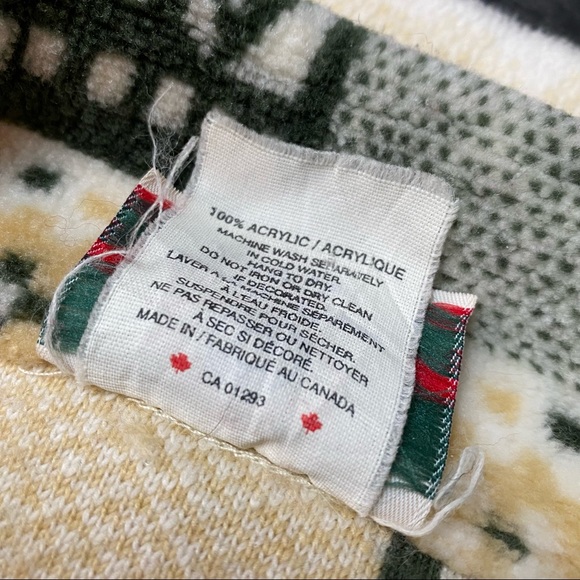 100% ACRYLIC / ACRYLIQUE
MACHINE WASH SEPARATELY
IN COLD WATER.
HANG TO DRY.
DO NOT IRON OR DRY CLEAN
IF DECORATED.
LAVER À LA MACHINE SÉPAREMENT
À L'EAU FROIDE.
SUSPENDRE POUR SÉCHER.
NE PAS REPASSER OU NETTOYER
À SEC SI DÉCORÉ.
MADE IN / FABRIQUÉ AU CANADA
CA 01293